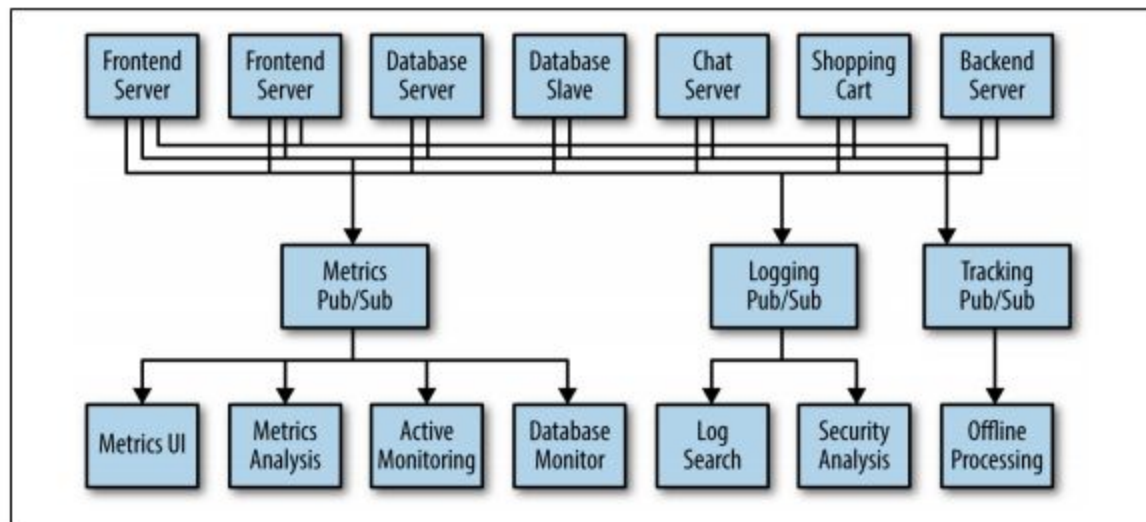 Frontend
Server
Frontend
Server
Database
Server
Database
Slave
Chat
Server
Shopping
Cart
Backend
Server
Metrics
Pub/Sub
Logging
Pub/Sub
Tracking
Pub/Sub
Metrics UI
Metrics
Analysis
Active
Monitoring
Database
Monitor
Log
Search
Security
Analysis
Offline
Processing